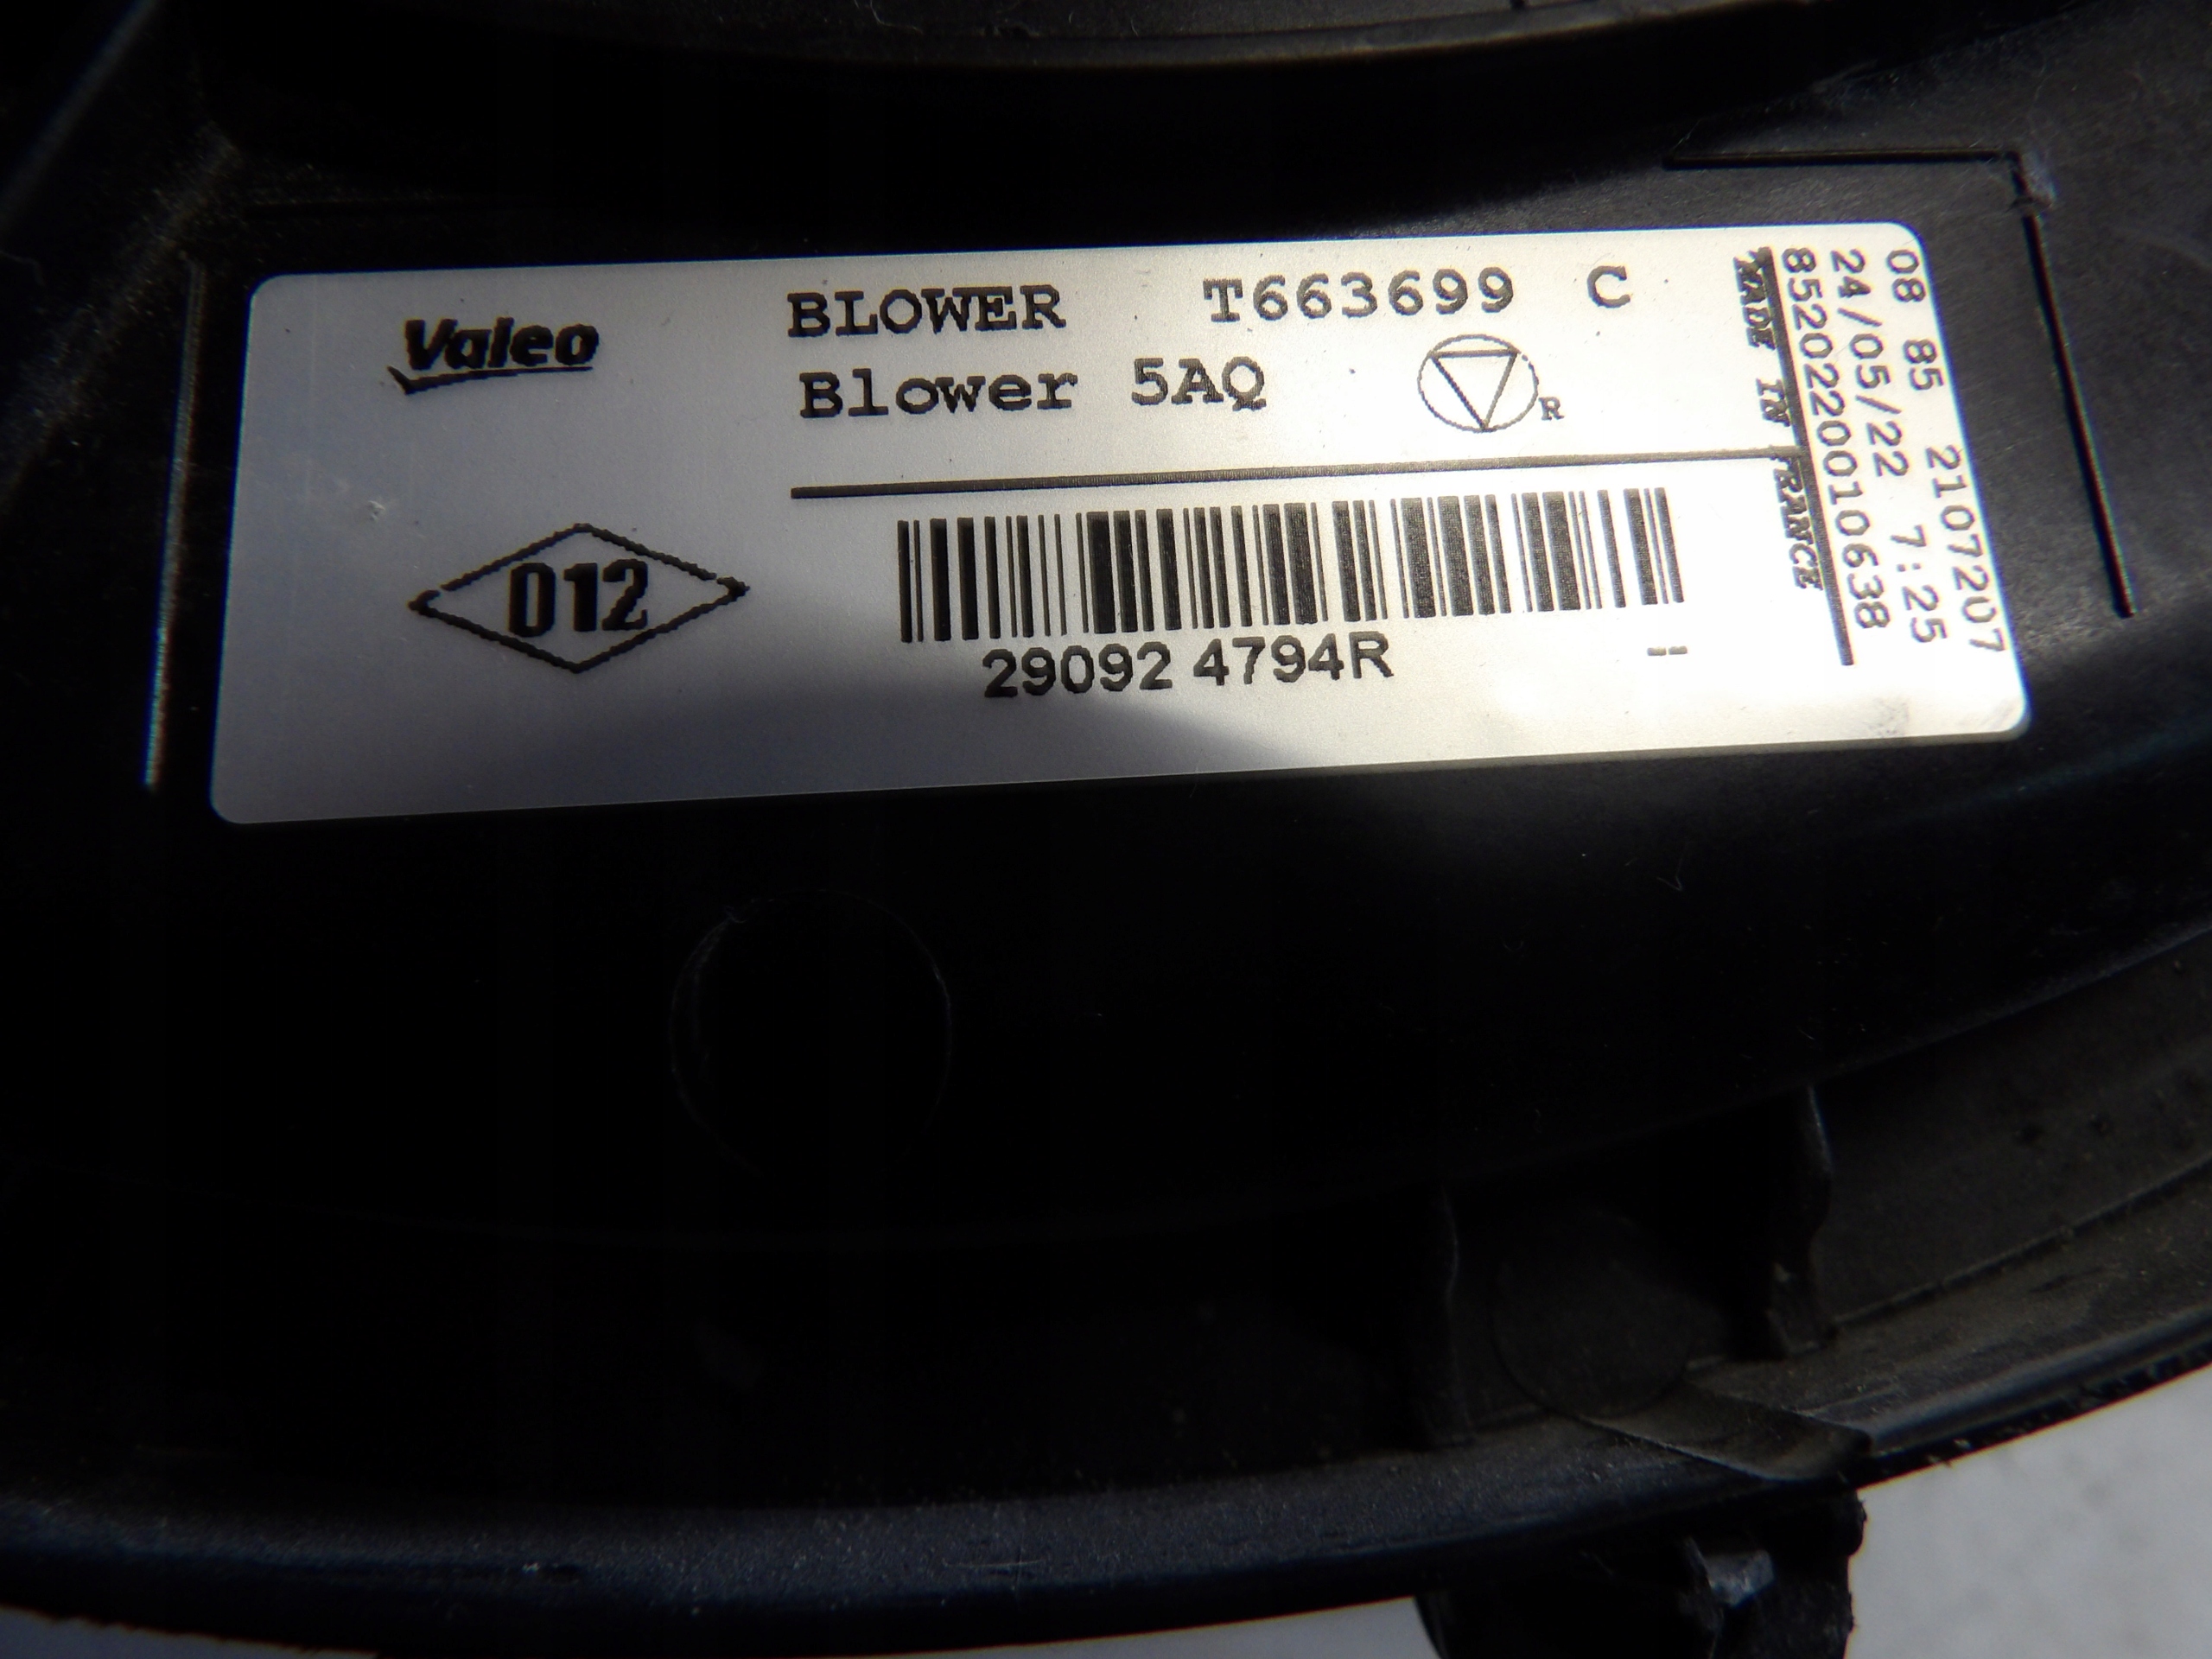 Valeo
BLOWER T663699 C
Blower 5AQ
R
012
29092 4794R
--
MADE IN FRANCE
8520220010638
24/05/22 7:25
08 85 2107207